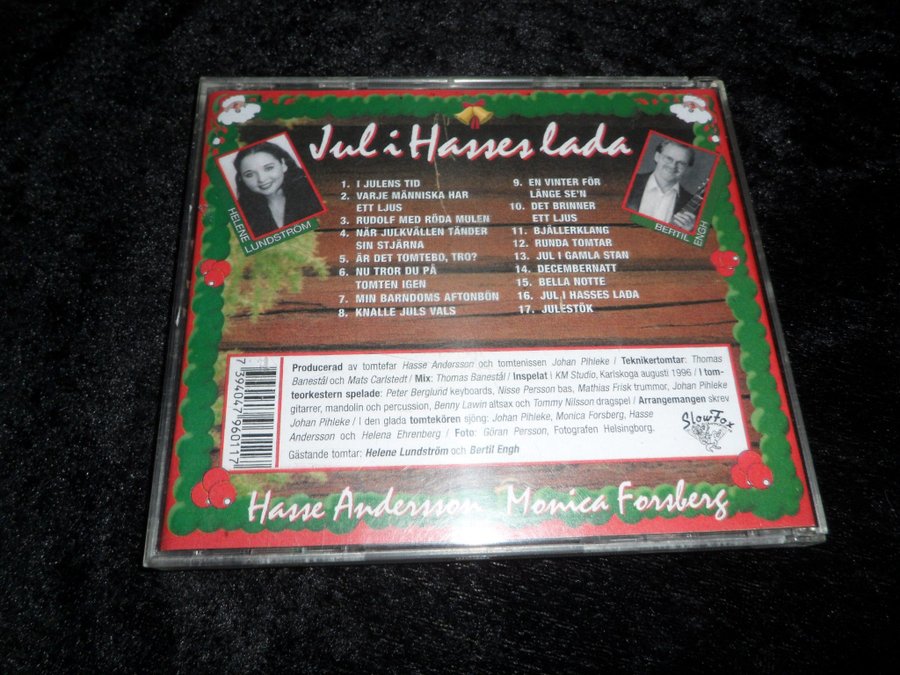 Jul i Hasses lada
HELENE
LUNDSTRÖM
BERTIL ENGH
1. I JULENS TID
2. VARJE MÄNNISKA HAR
ETT LJUS
3. RUDOLF MED RÖDA MULEN
4. NÄR JULKVÄLLEN TÄNDER
SIN STJÄRNA
5. ÄR DET TOMTEBO, TRO?
6. NU TROR DU PÅ
TOMTEN IGEN
7. MIN BARNDOMS AFTONBÖN
8. KNALLE JULS VALS
9. EN VINTER FÖR
LÄNGE SE'N
10. DET BRINNER
ETT LJUS
11. BJÄLLERKLANG
12. RUNDA TOMTAR
13. JUL I GAMLA STAN
14. DECEMBERNATT
15. BELLA NOTTE
16. JUL I HASSES LADA
17. JULESTÖK
Producerad av tomtefar Hasse Andersson och tomtenissen Johan Pihleke / Teknikertomtar: Thomas
Banestål och Mats Carlstedt / Mix: Thomas Banestål / Inspelat i KM Studio, Karlskoga augusti 1996 / I tom-
teorkestern spelade: Peter Berglund keyboards, Nisse Persson bas, Mathias Frisk trummor, Johan Pihleke
gitarrer, mandolin och percussion, Benny Lawin altsax och Tommy Nilsson dragspel / Arrangemangen skrev
Johan Pihleke / I den glada tomtekören sjöng: Johan Pihleke, Monica Forsberg, Hasse
Andersson och Helena Ehrenberg / Foto: Göran Persson, Fotografen Helsingborg.
Gästande tomtar: Helene Lundström och Bertil Engh
SlowFox
7 394047 960117
Hasse Andersson Monica Forsberg